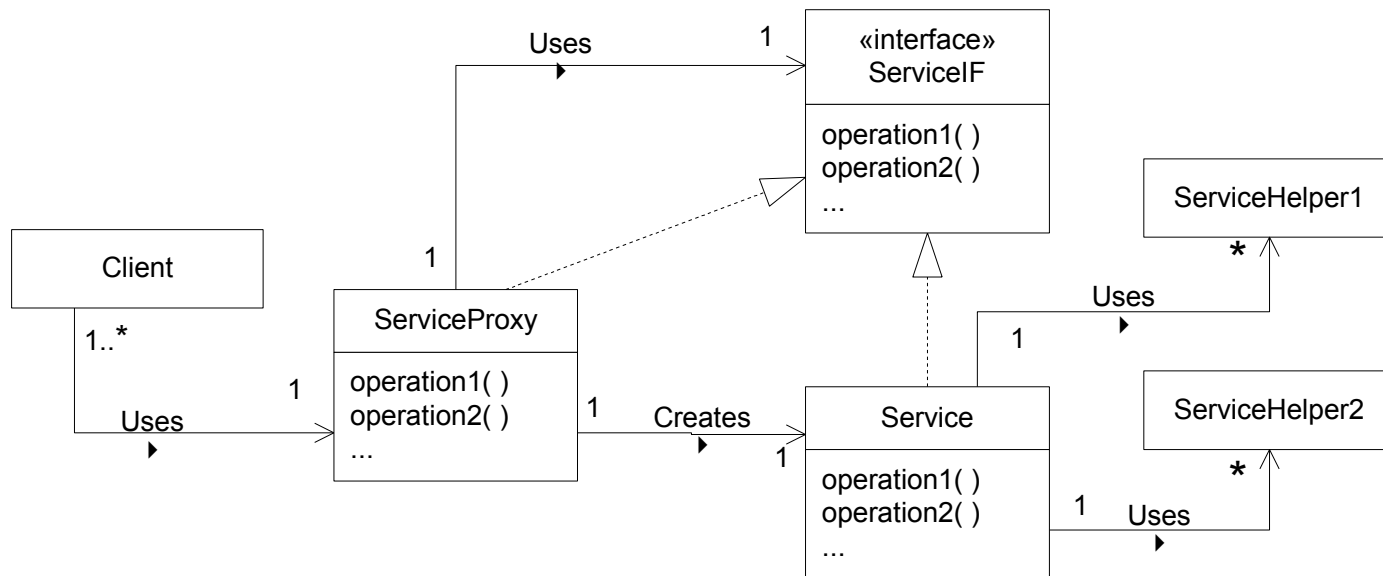 Uses
1
«interface»
ServiceIF
operation1( )
operation2( )
...
ServiceHelper1
*
Client
1
Uses
1
ServiceProxy
1..*
operation1( )
operation2( )
...
1
Uses
1
Creates
1
Service
operation1( )
operation2( )
...
ServiceHelper2
*
1
Uses